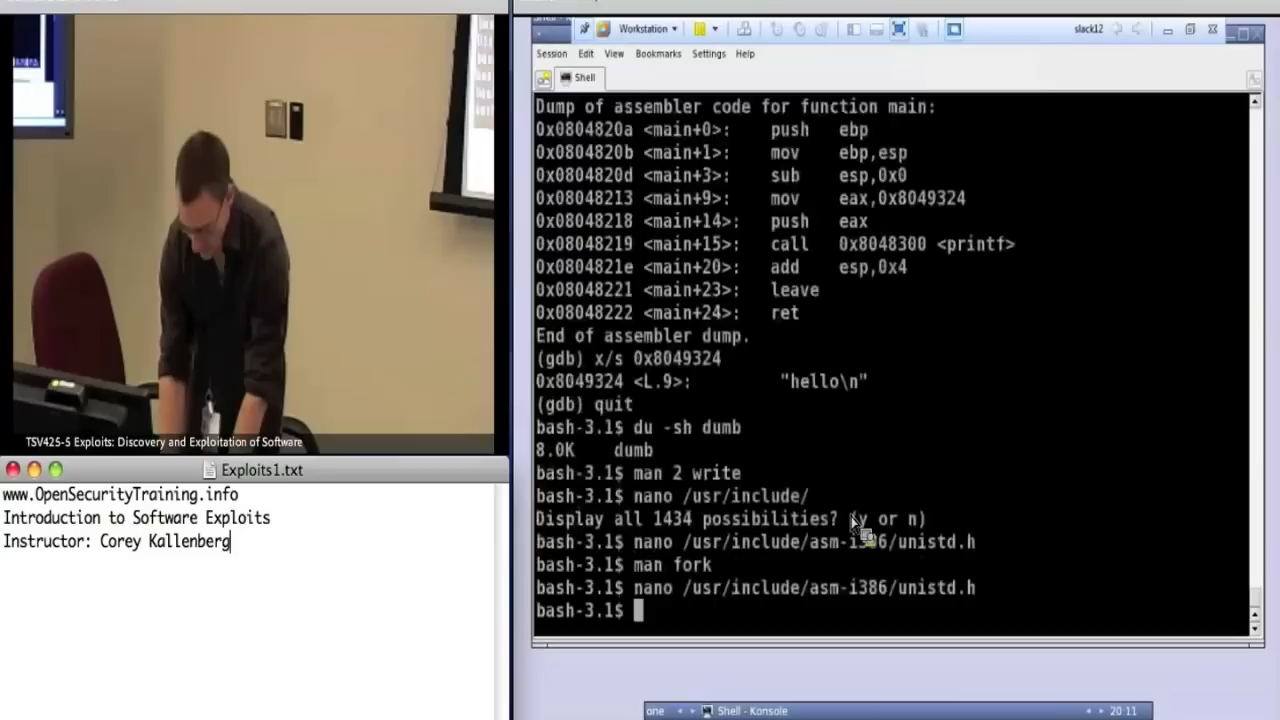 TSV425-5 Exploits: Discovery and Exploitation of Software
Exploits1.txt
www.OpenSecurityTraining.info
Introduction to Software Exploits
Instructor: Corey Kallenberg
Workstation
slack12
Session Edit View Bookmarks Settings Help
Shell
Dump of assembler code for function main:
0x0804820a <main+0>: push ebp
0x0804820b <main+1>: mov ebp,esp
0x0804820d <main+3>: sub esp,0x0
0x08048213 <main+9>: mov eax,0x8049324
0x08048218 <main+14>: push eax
0x08048219 <main+15>: call 0x8048300 <printf>
0x0804821e <main+20>: add esp,0x4
0x08048221 <main+23>: leave
0x08048222 <main+24>: ret
End of assembler dump.
(gdb) x/s 0x8049324
0x8049324 <L.9>: "hello\n"
(gdb) quit
bash-3.1$ du -sh dumb
8.0K dumb
bash-3.1$ man 2 write
bash-3.1$ nano /usr/include/
Display all 1434 possibilities? (y or n)
bash-3.1$ nano /usr/include/asm-i386/unistd.h
bash-3.1$ man fork
bash-3.1$ nano /usr/include/asm-i386/unistd.h
bash-3.1$
one
Shell - Konsole
20:11